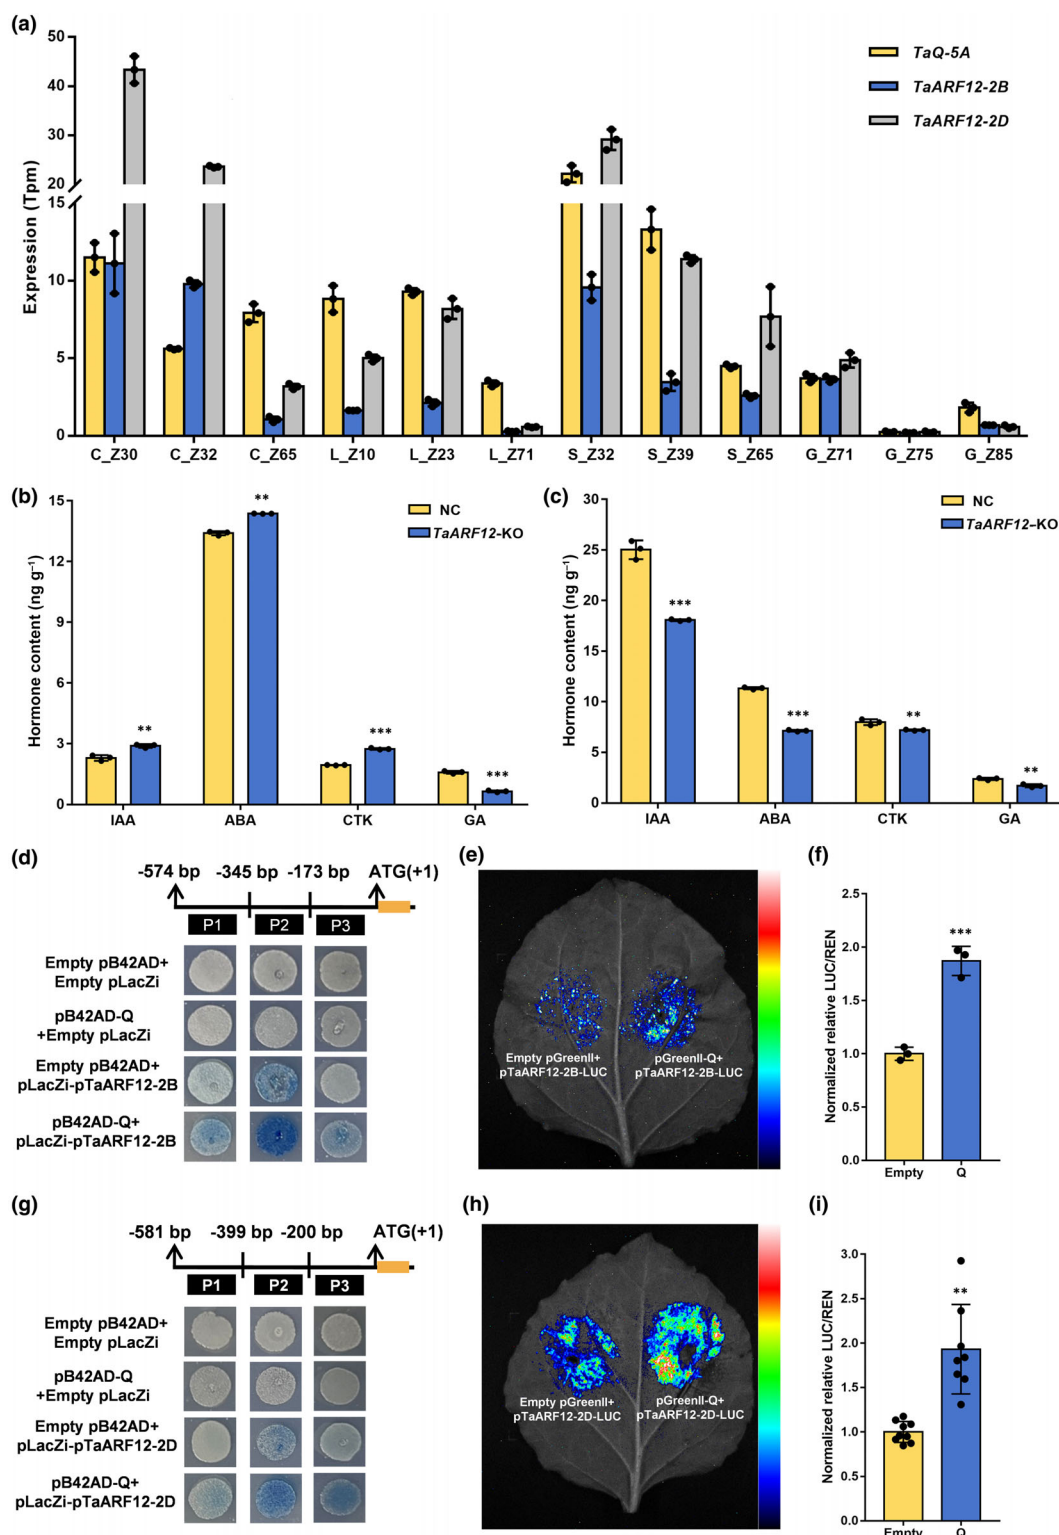 (a)
50
40
30
20
15
10
5
0
Expression (Tpm)
TaQ-5A
TaARF12-2B
TaARF12-2D
C_Z30 C_Z32 C_Z65 L_Z10 L_Z23 L_Z71 S_Z32 S_Z39 S_Z65 G_Z71 G_Z75 G_Z85
(b)
15
12
9
6
3
0
Hormone content (ng g⁻¹)
NC
TaARF12-KO
**
**
***
***
IAA ABA CTK GA
(c)
30
25
20
15
10
5
0
Hormone content (ng g⁻¹)
NC
TaARF12-KO
***
***
**
**
IAA ABA CTK GA
(d)
-574 bp -345 bp -173 bp ATG(+1)
P1 P2 P3
Empty pB42AD+
Empty pLacZi
pB42AD-Q
+Empty pLacZi
Empty pB42AD+
pLacZi-pTaARF12-2B
pB42AD-Q+
pLacZi-pTaARF12-2B
(e)
Empty pGreenII+
pTaARF12-2B-LUC
pGreenII-Q+
pTaARF12-2B-LUC
(f)
2.5
2.0
1.5
1.0
0.5
0.0
Normalized relative LUC/REN
***
Empty Q
(g)
-581 bp -399 bp -200 bp ATG(+1)
P1 P2 P3
Empty pB42AD+
Empty pLacZi
pB42AD-Q
+Empty pLacZi
Empty pB42AD+
pLacZi-pTaARF12-2D
pB42AD-Q+
pLacZi-pTaARF12-2D
(h)
Empty pGreenII+
pTaARF12-2D-LUC
pGreenII-Q+
pTaARF12-2D-LUC
(i)
3.0
2.5
2.0
1.5
1.0
0.5
0.0
Normalized relative LUC/REN
**
Empty Q